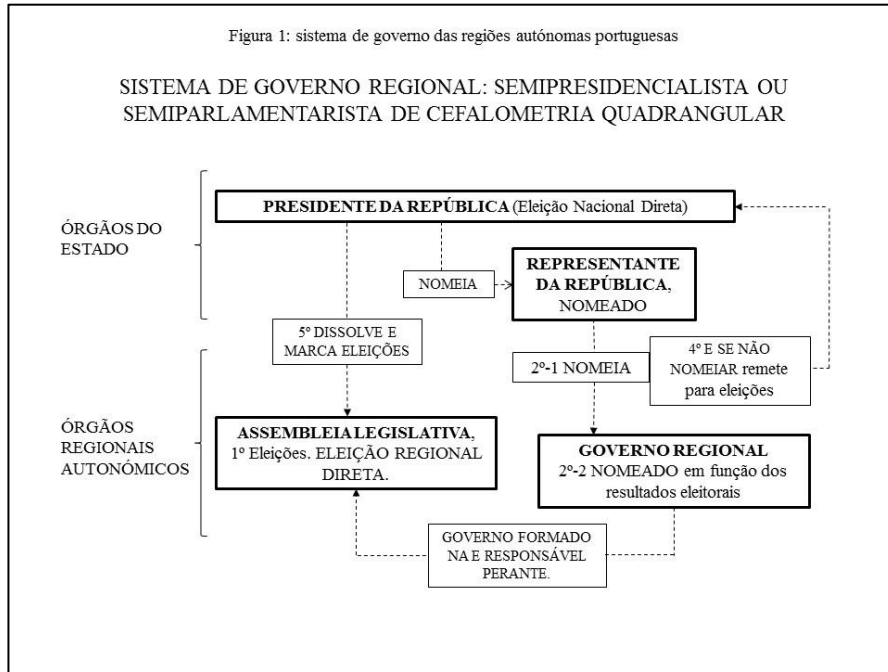 Figura 1: sistema de governo das regiões autónomas portuguesas
SISTEMA DE GOVERNO REGIONAL: SEMIPRESIDENCIALISTA OU
SEMIPARLAMENTARISTA DE CEFALOMETRIA QUADRANGULAR
ÓRGÃOS DO
ESTADO
PRESIDENTE DA REPÚBLICA (Eleição Nacional Direta)
NOMEIA
REPRESENTANTE
DA REPÚBLICA,
NOMEADO
5º DISSOLVE E
MARCA ELEIÇÕES
2º-1 NOMEIA
4º E SE NÃO
NOMEIAR remete
para eleições
ÓRGÃOS
REGIONAIS
AUTONÓMICOS
ASSEMBLEIA LEGISLATIVA,
1º Eleições. ELEIÇÃO REGIONAL
DIRETA.
GOVERNO REGIONAL
2º-2 NOMEADO em função dos
resultados eleitorais
GOVERNO FORMADO
NA E RESPONSÁVEL
PERANTE.